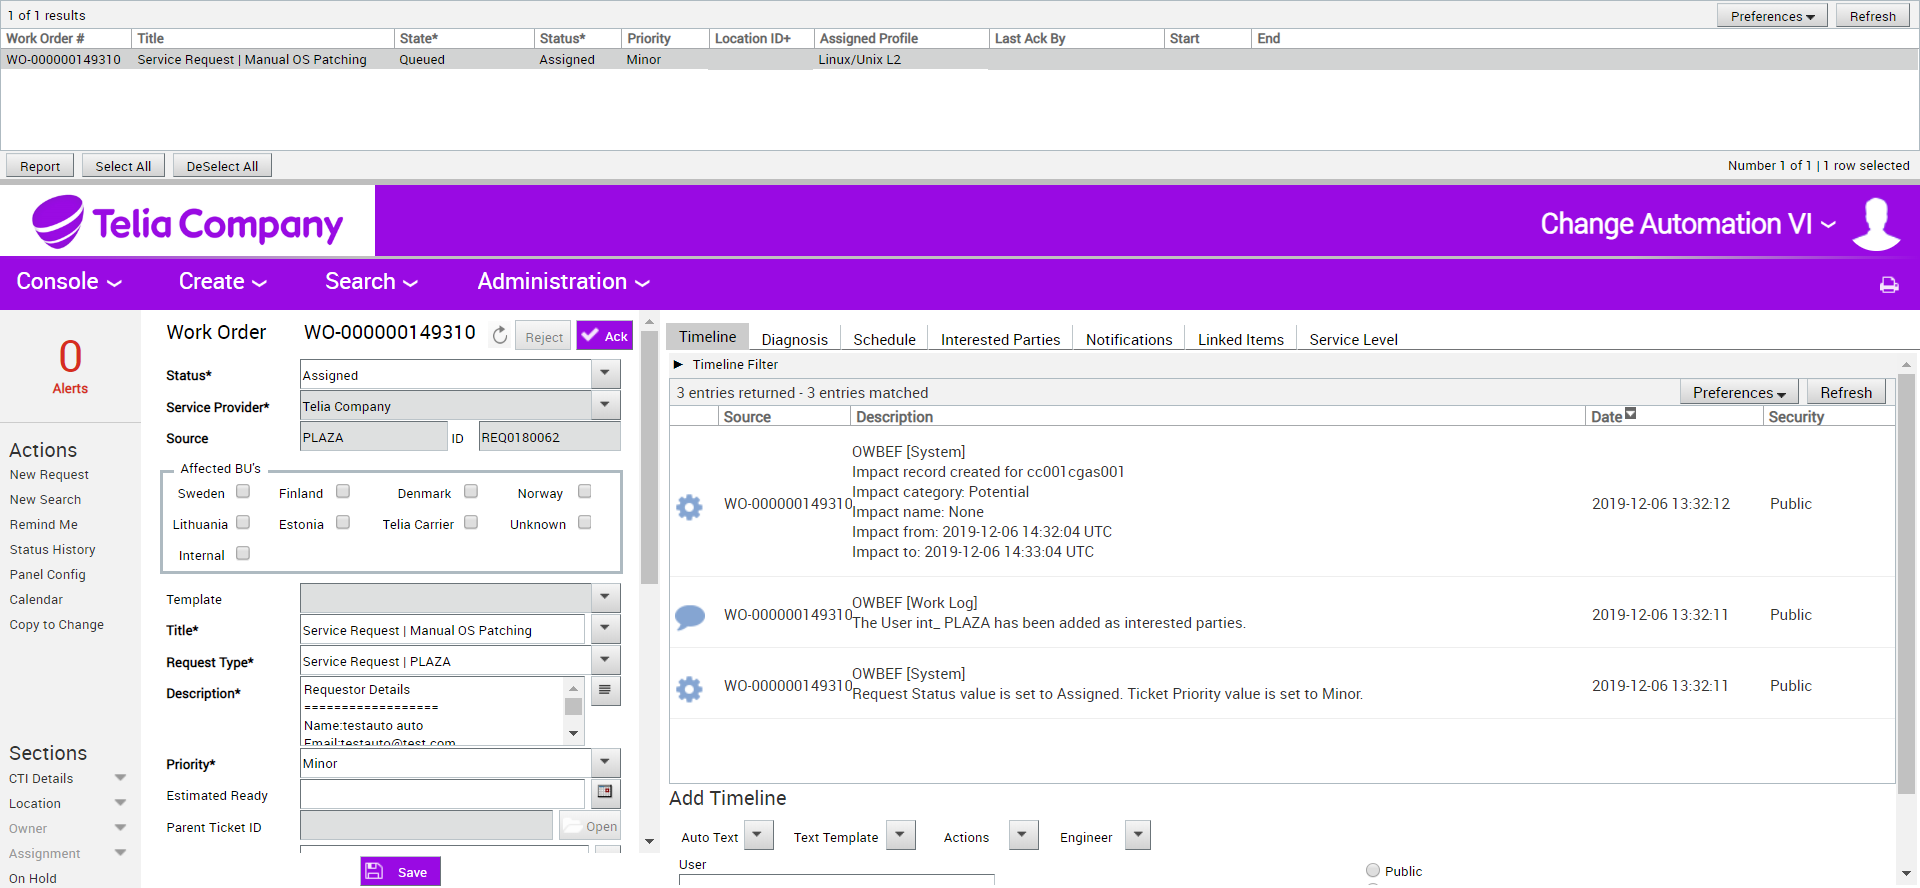 1 of 1 results
Preferences
Refresh
Work Order # Title State* Status* Priority Location ID+ Assigned Profile Last Ack By Start End
WO-000000149310 Service Request | Manual OS Patching Queued Assigned Minor Linux/Unix L2
Report Select All DeSelect All
Number 1 of 1 | 1 row selected
Telia Company
Change Automation VI
Console Create Search Administration
0
Alerts
Actions
New Request
New Search
Remind Me
Status History
Panel Config
Calendar
Copy to Change
Sections
CTI Details
Location
Owner
Assignment
On Hold
Work Order WO-000000149310 Reject Ack
Status* Assigned
Service Provider* Telia Company
Source PLAZA ID REQ0180062
Affected BU's
Sweden Finland Denmark Norway
Lithuania Estonia Telia Carrier Unknown
Internal
Template
Title* Service Request | Manual OS Patching
Request Type* Service Request | PLAZA
Description* Requestor Details
==================
Name:testauto auto
Email:testauto@test.com
Priority* Minor
Estimated Ready
Parent Ticket ID Open
Save
Timeline Diagnosis Schedule Interested Parties Notifications Linked Items Service Level
Timeline Filter
3 entries returned - 3 entries matched
Preferences Refresh
Source Description Date Security
OWBEF [System]
Impact record created for cc001cgas001
Impact category: Potential
WO-000000149310 Impact name: None 2019-12-06 13:32:12 Public
Impact from: 2019-12-06 14:32:04 UTC
Impact to: 2019-12-06 14:33:04 UTC
OWBEF [Work Log]
WO-000000149310 The User int_ PLAZA has been added as interested parties. 2019-12-06 13:32:11 Public
OWBEF [System]
WO-000000149310 Request Status value is set to Assigned. Ticket Priority value is set to Minor. 2019-12-06 13:32:11 Public
Add Timeline
Auto Text Text Template Actions Engineer
User
Public